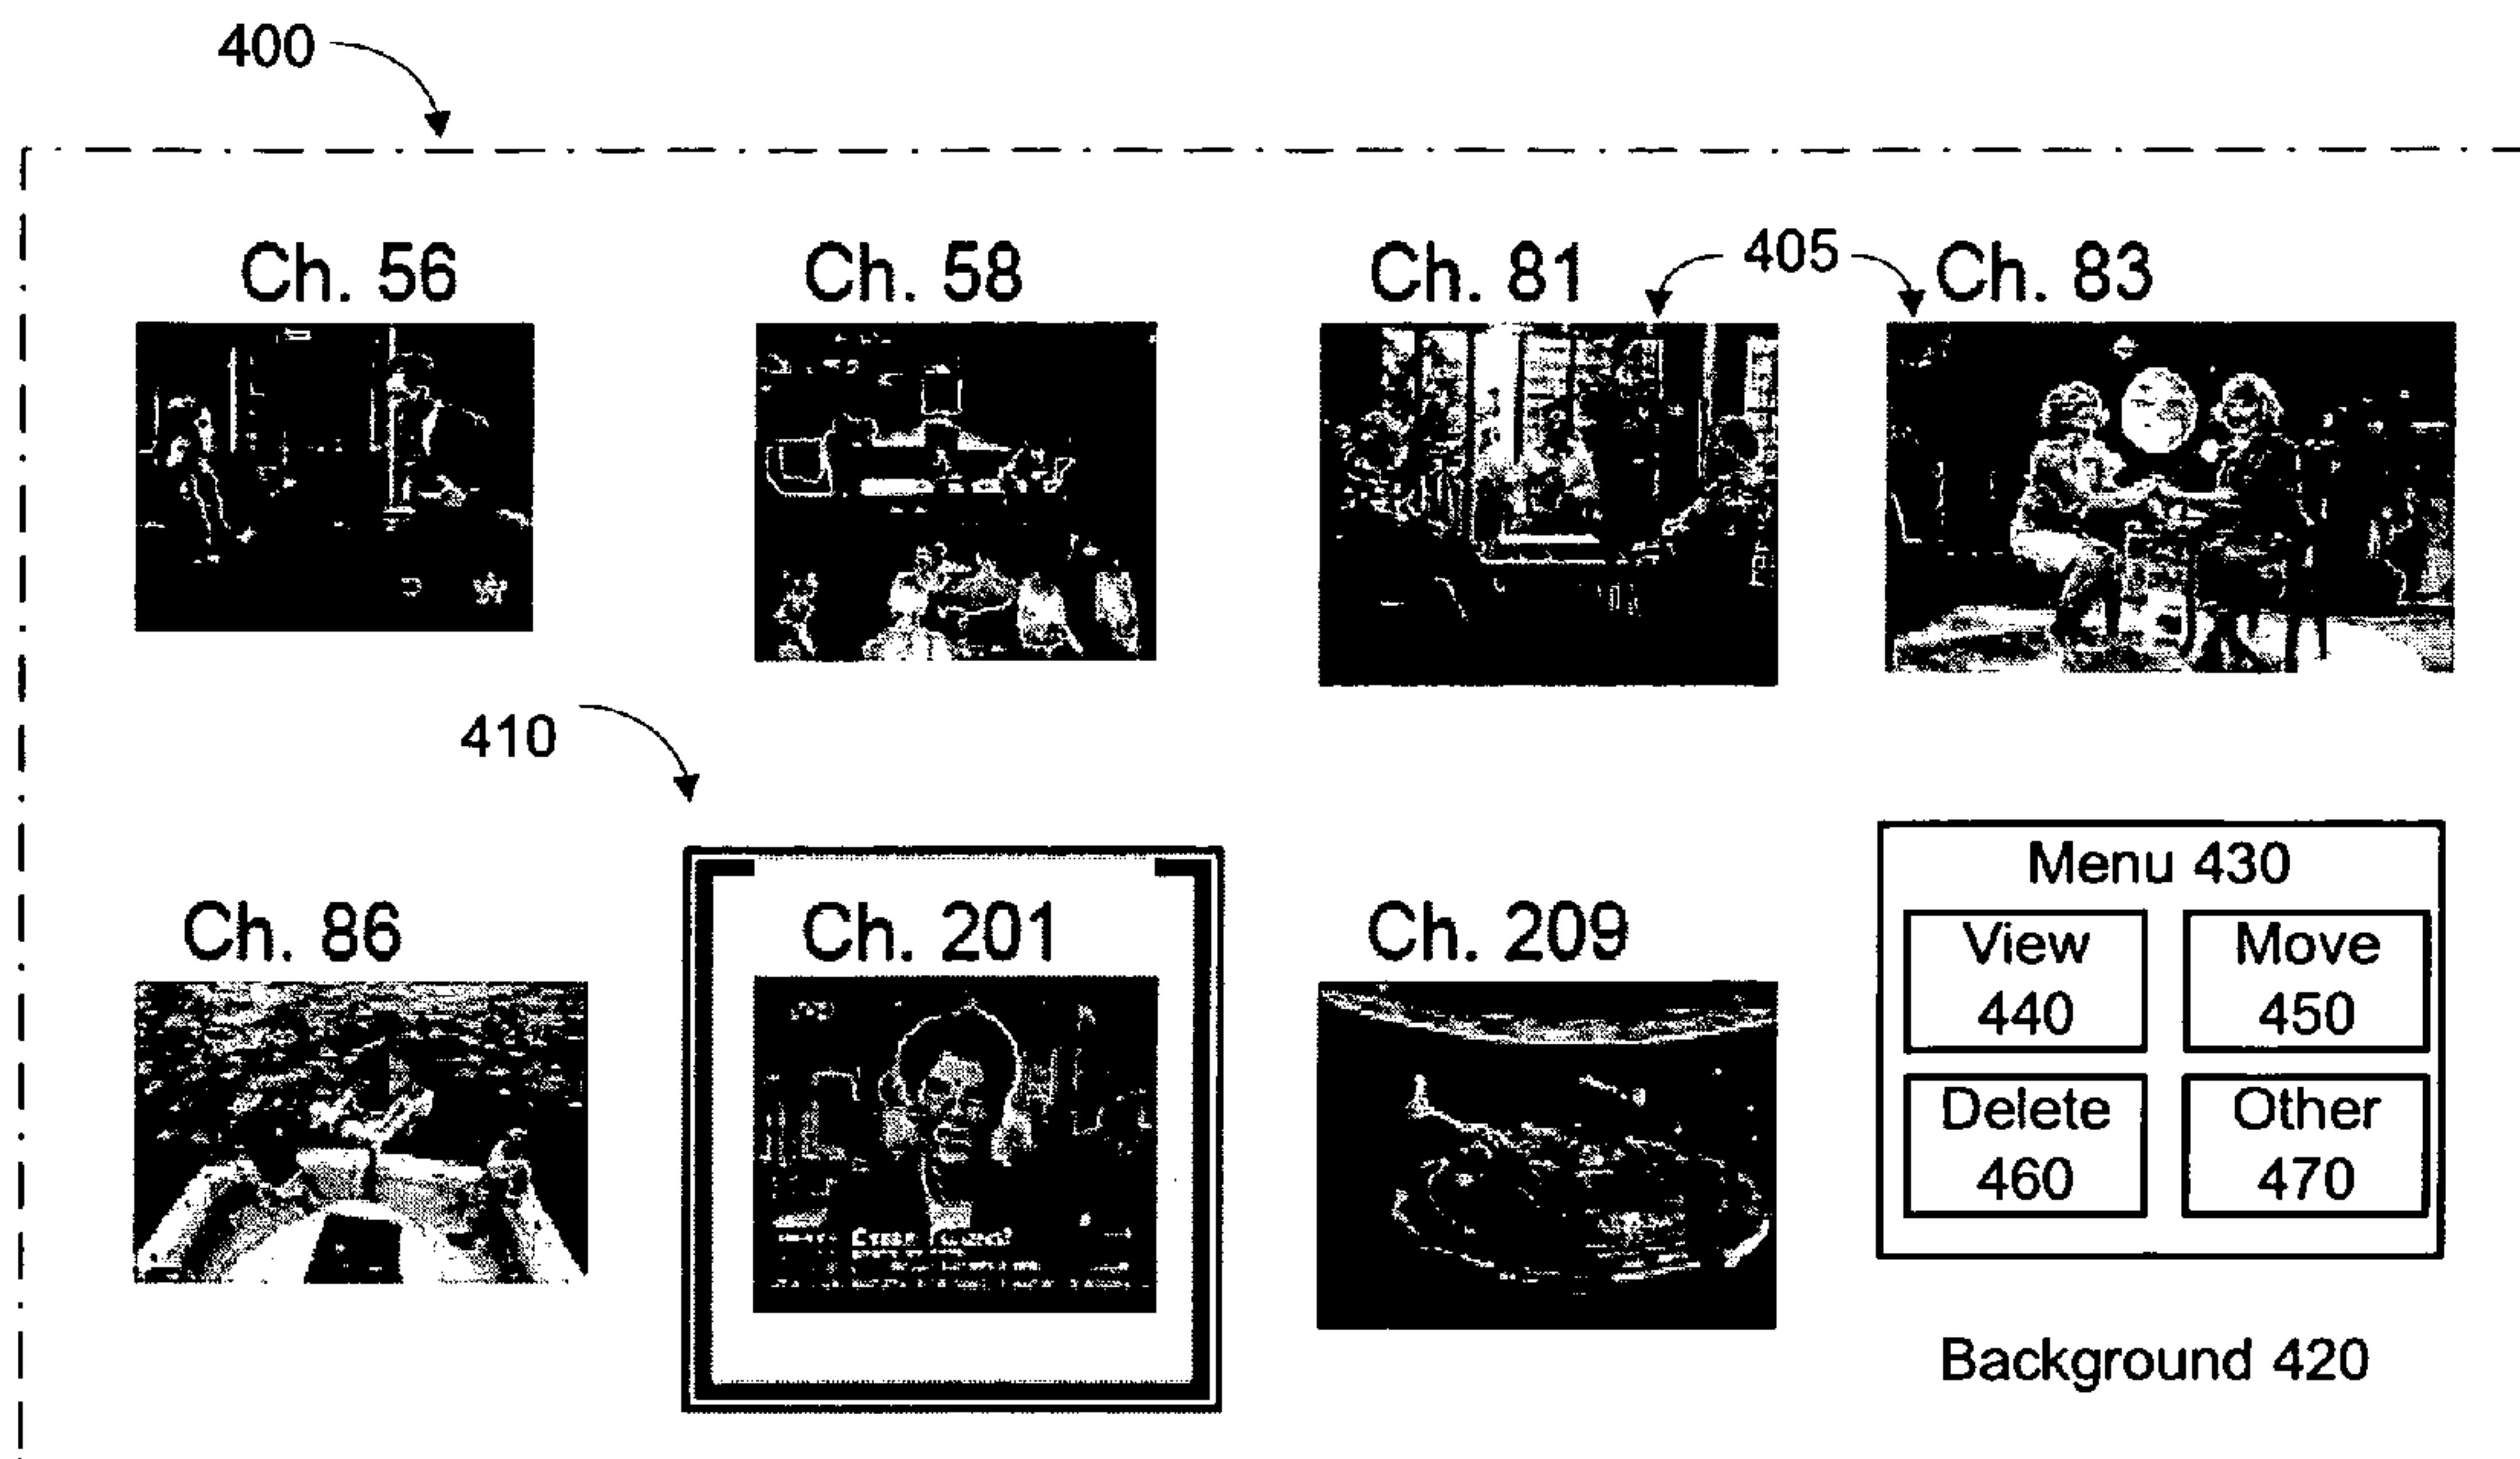 400
Ch. 56
Ch. 58
Ch. 81
405
Ch. 83
410
Ch. 86
Ch. 201
Ch. 209
Menu 430
View
440
Move
450
Delete
460
Other
470
Background 420